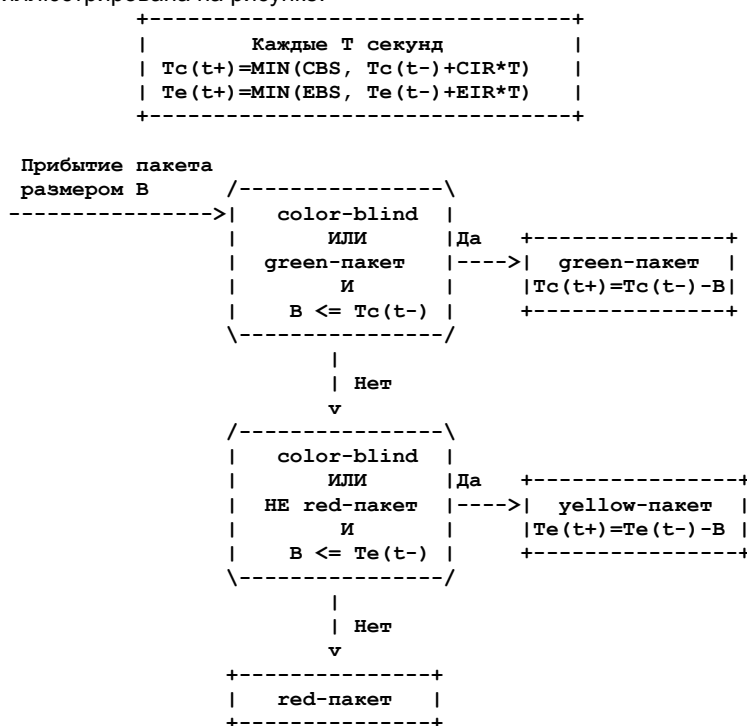 иллюстрирована на рисунке.
Каждые T секунд
Tc(t+)=MIN(CBS, Tc(t-)+CIR*T)
Te(t+)=MIN(EBS, Te(t-)+EIR*T)
Прибытие пакета
размером B
color-blind
ИЛИ
green-пакет
И
B <= Tc(t-)
Да
green-пакет
Tc(t+)=Tc(t-)-B
Нет
v
color-blind
ИЛИ
НЕ red-пакет
И
B <= Te(t-)
Да
yellow-пакет
Te(t+)=Te(t-)-B
Нет
v
red-пакет